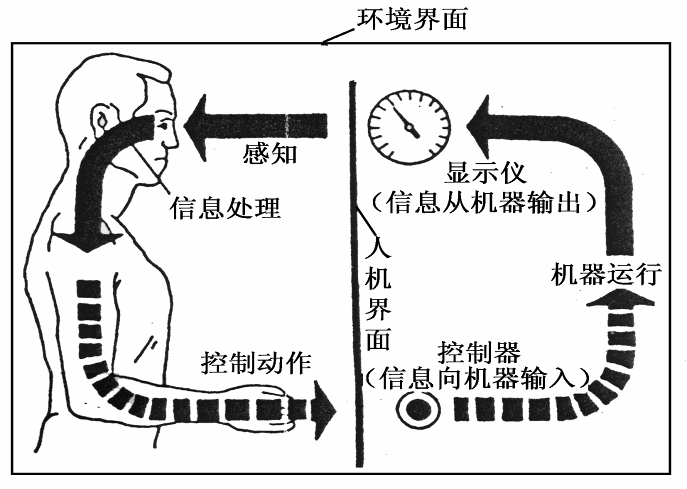 环境界面
感知
显示仪
（信息从机器输出）
信息处理
人机界面
机器运行
控制动作
控制器
（信息向机器输入）